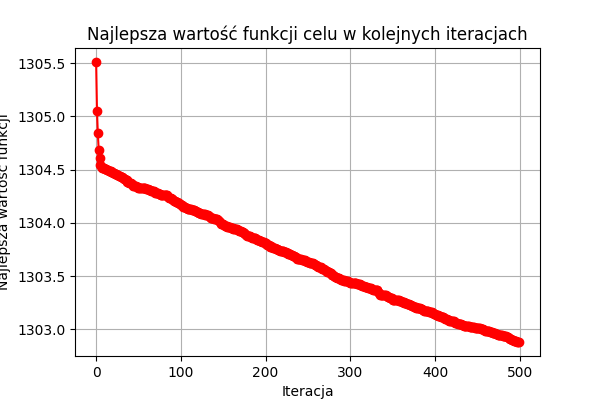 Najlepsza wartość funkcji celu w kolejnych iteracjach
Najlepsza wartość funkcji
1305.5
1305.0
1304.5
1304.0
1303.5
1303.0
0 100 200 300 400 500
Iteracja